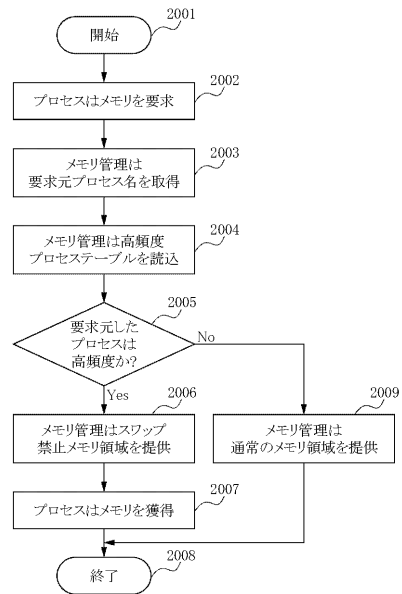 2001
開始
2002
プロセスはメモリを要求
2003
メモリ管理は
要求元プロセス名を取得
2004
メモリ管理は高頻度
プロセステーブルを読込
2005
要求元した
プロセスは
高頻度か?
No
Yes
2006
メモリ管理はスワップ
禁止メモリ領域を提供
2009
メモリ管理は
通常のメモリ領域を提供
2007
プロセスはメモリを獲得
2008
終了